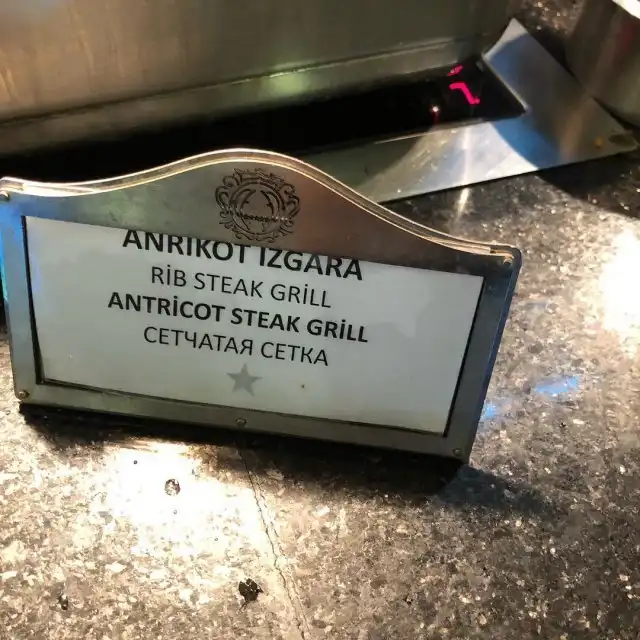 ANRIKOT IZGARA
RİB STEAK GRİLL
ANTRİCOT STEAK GRİLL
СЕТЧАТАЯ СЕТКА